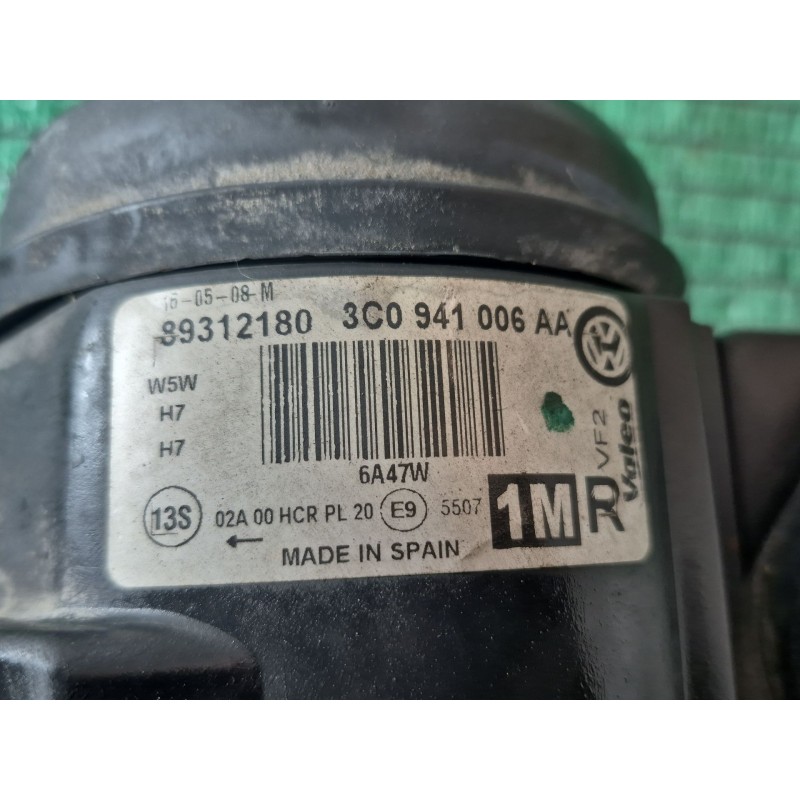 16-05-08-M
89312180 3C0 941 006 AA
W5W
H7
H7
6A47W
13S 02A 00 HCR PL 20 E9 5507 1M R
MADE IN SPAIN
VF2
Valeo